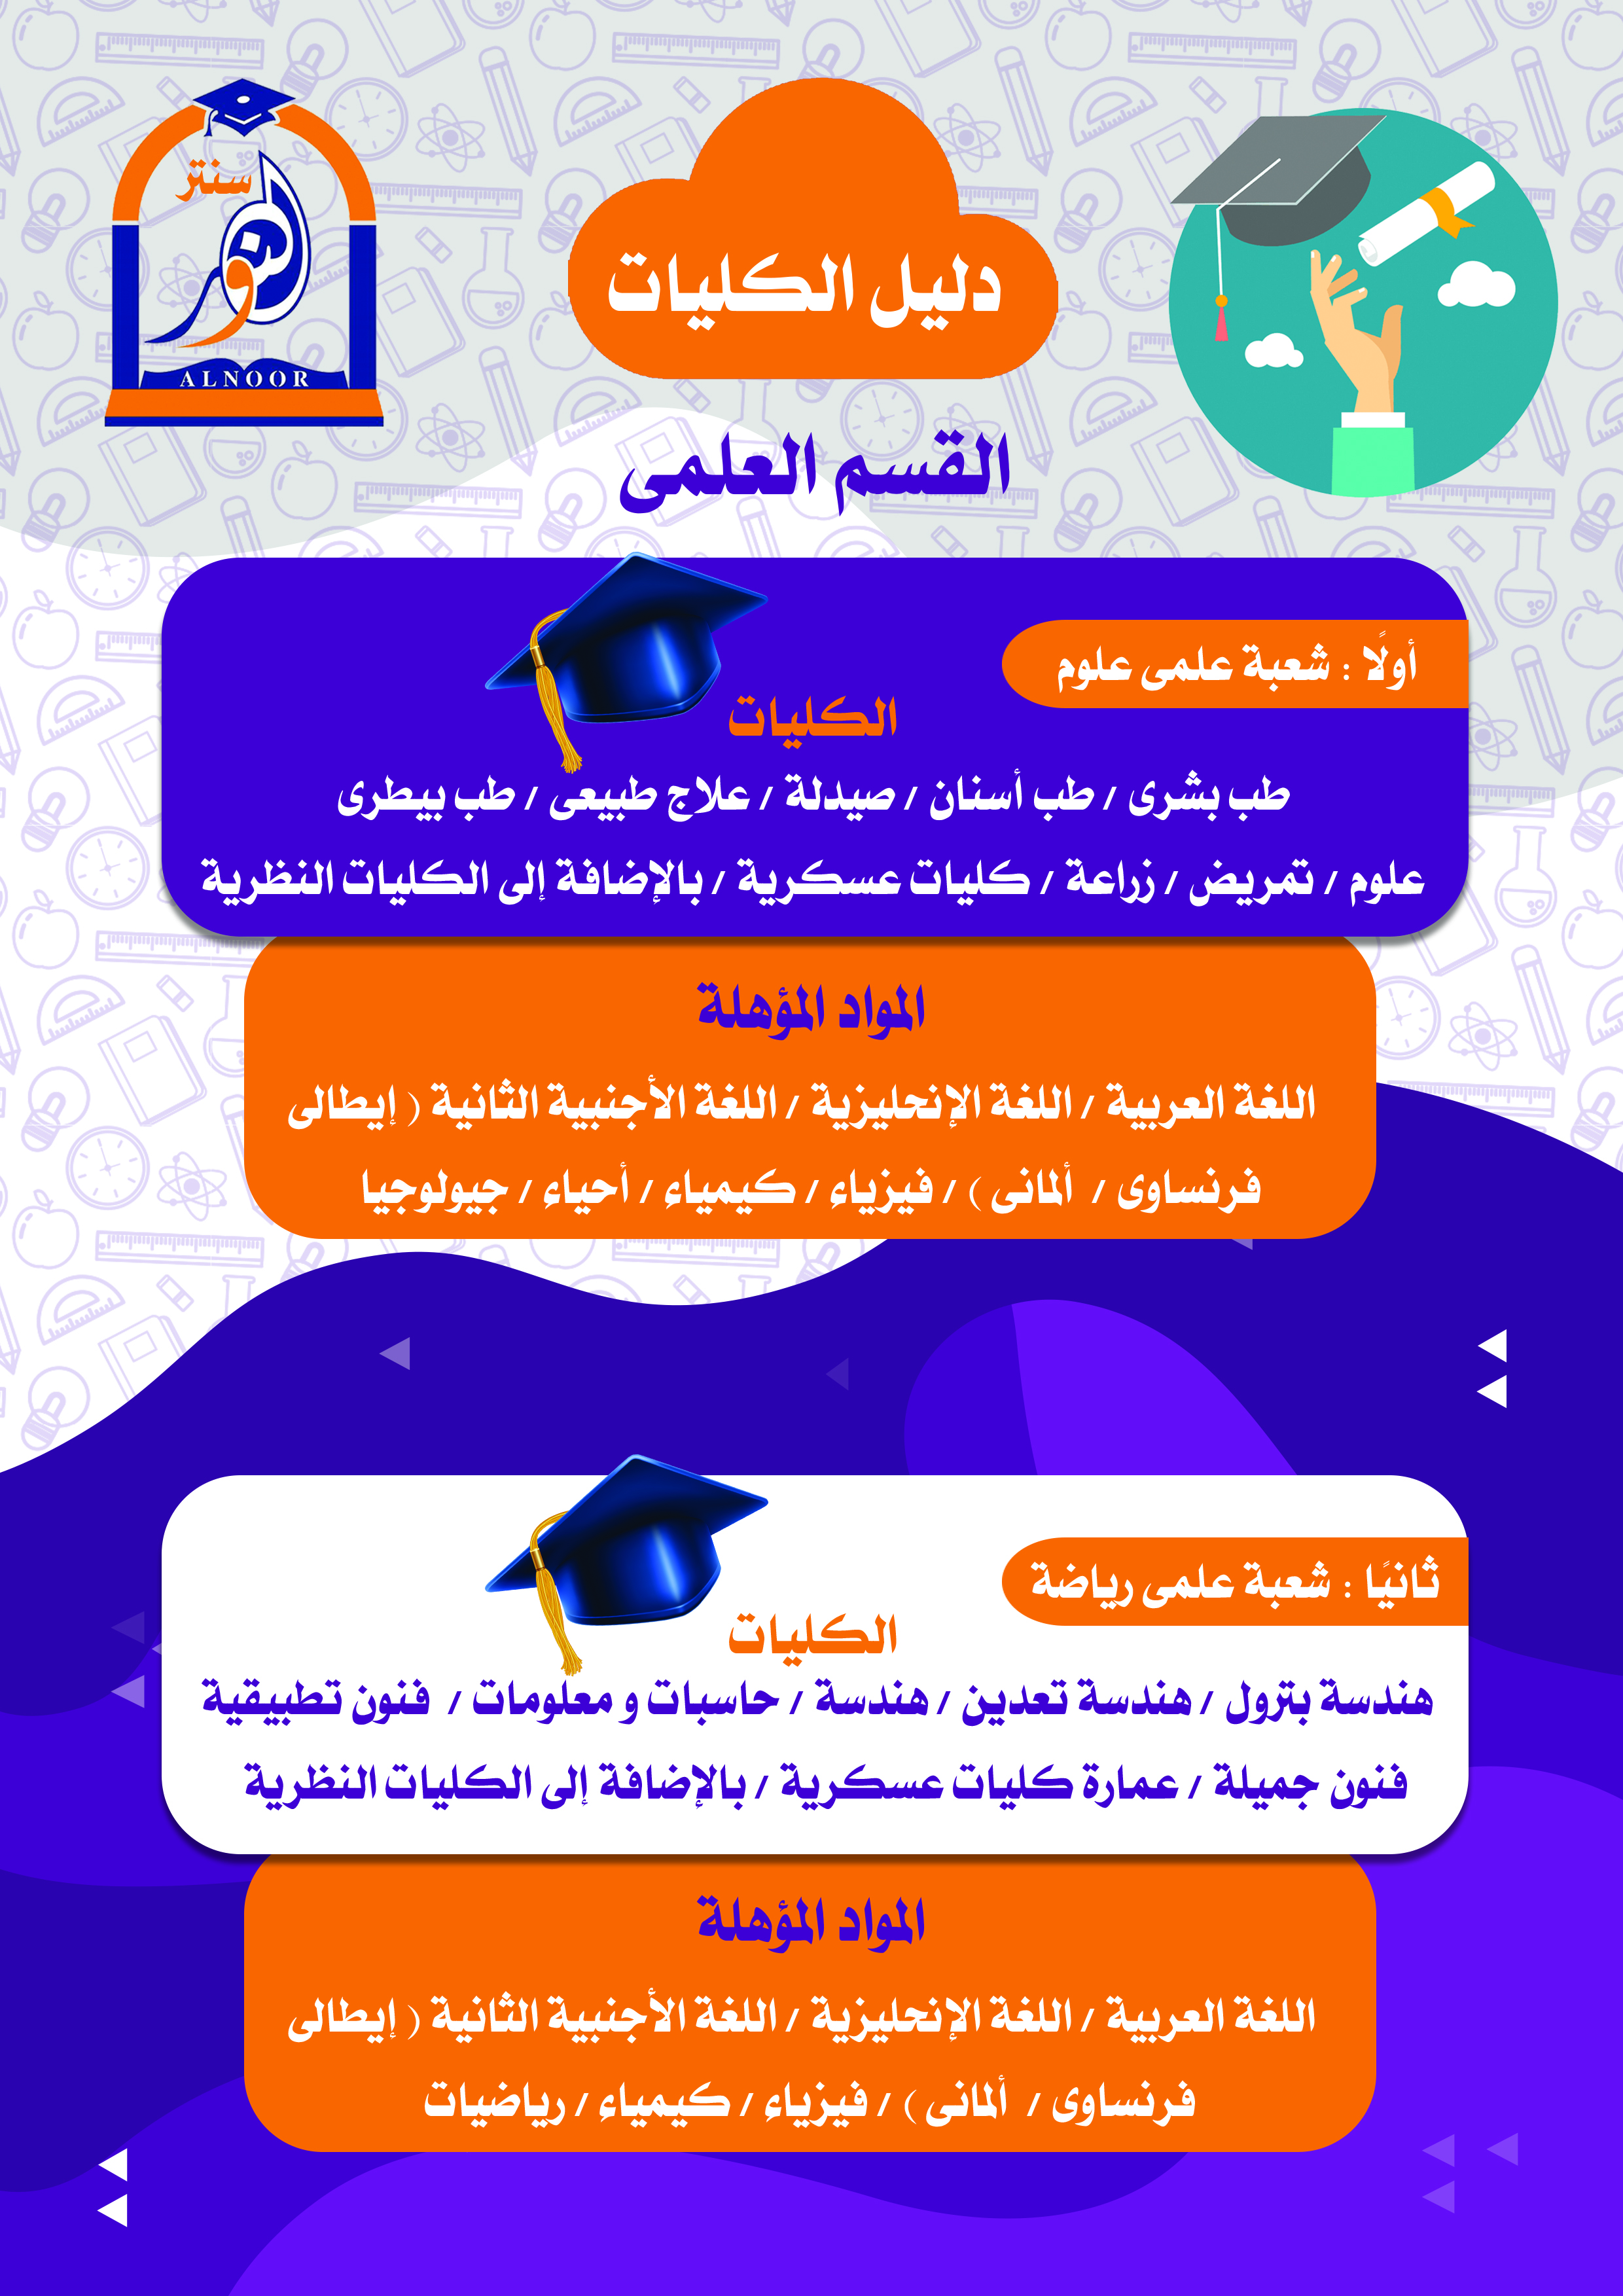 سنتر
النور
ALNOOR
دليل الكليات
القسم العلمى
أولًا : شعبة علمى علوم
الكليات
طب بشرى / طب أسنان / صيدلة / علاج طبيعى / طب بيطرى
علوم / تمريض / زراعة / كليات عسكرية / بالإضافة إلى الكليات النظرية
المواد المؤهلة
اللغة العربية / اللغة الإنحليزية / اللغة الأجنبية الثانية ( إيطالى
فرنساوى / ألمانى ) / فيزياء / كيمياء / أحياء / جيولوجيا
ثانيًا : شعبة علمى رياضة
الكليات
هندسة بترول / هندسة تعدين / هندسة / حاسبات و معلومات / فنون تطبيقية
فنون جميلة / عمارة كليات عسكرية / بالإضافة إلى الكليات النظرية
المواد المؤهلة
اللغة العربية / اللغة الإنحليزية / اللغة الأجنبية الثانية ( إيطالى
فرنساوى / ألمانى ) / فيزياء / كيمياء / رياضيات